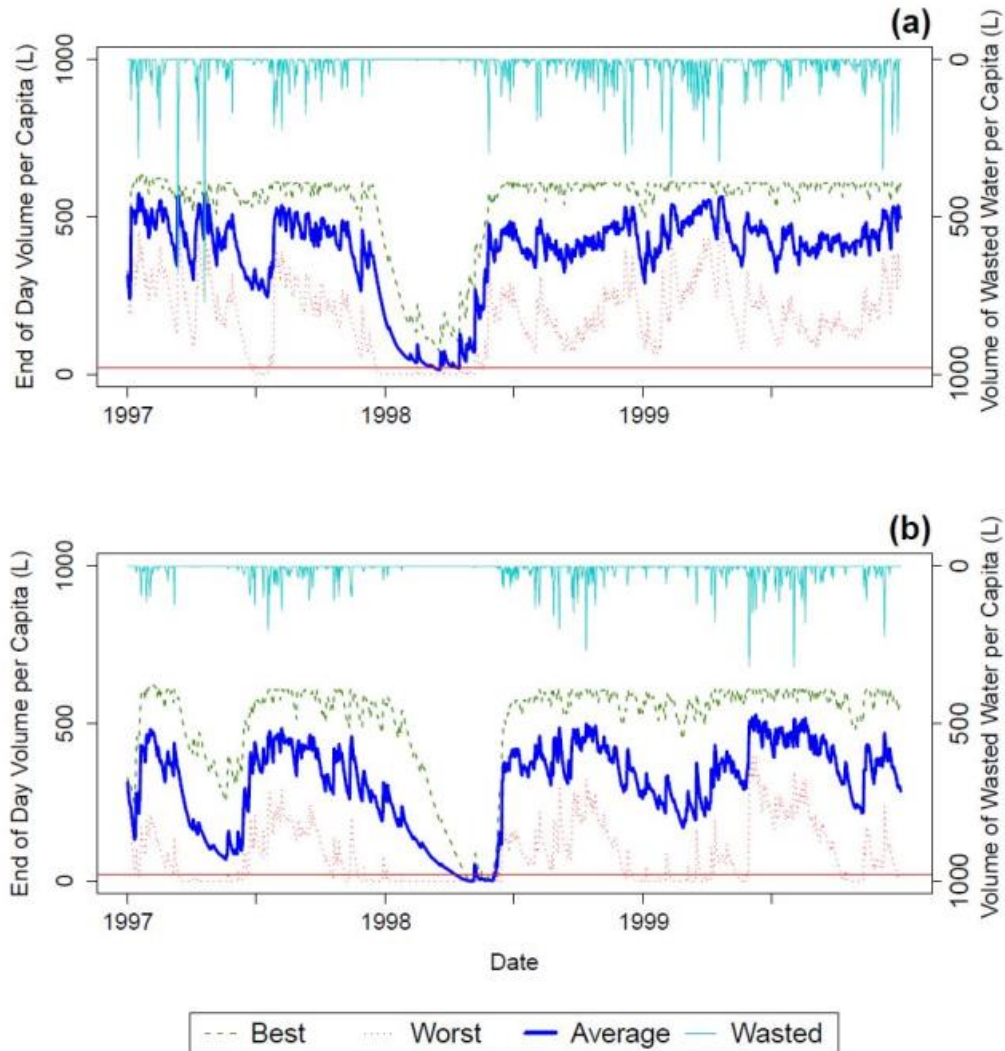 (a)
End of Day Volume per Capita (L)
1000
500
0
Volume of Wasted Water per Capita (L)
0
500
1000
1997
1998
1999
(b)
End of Day Volume per Capita (L)
1000
500
0
Volume of Wasted Water per Capita (L)
0
500
1000
1997
1998
1999
Date
Best Worst Average Wasted